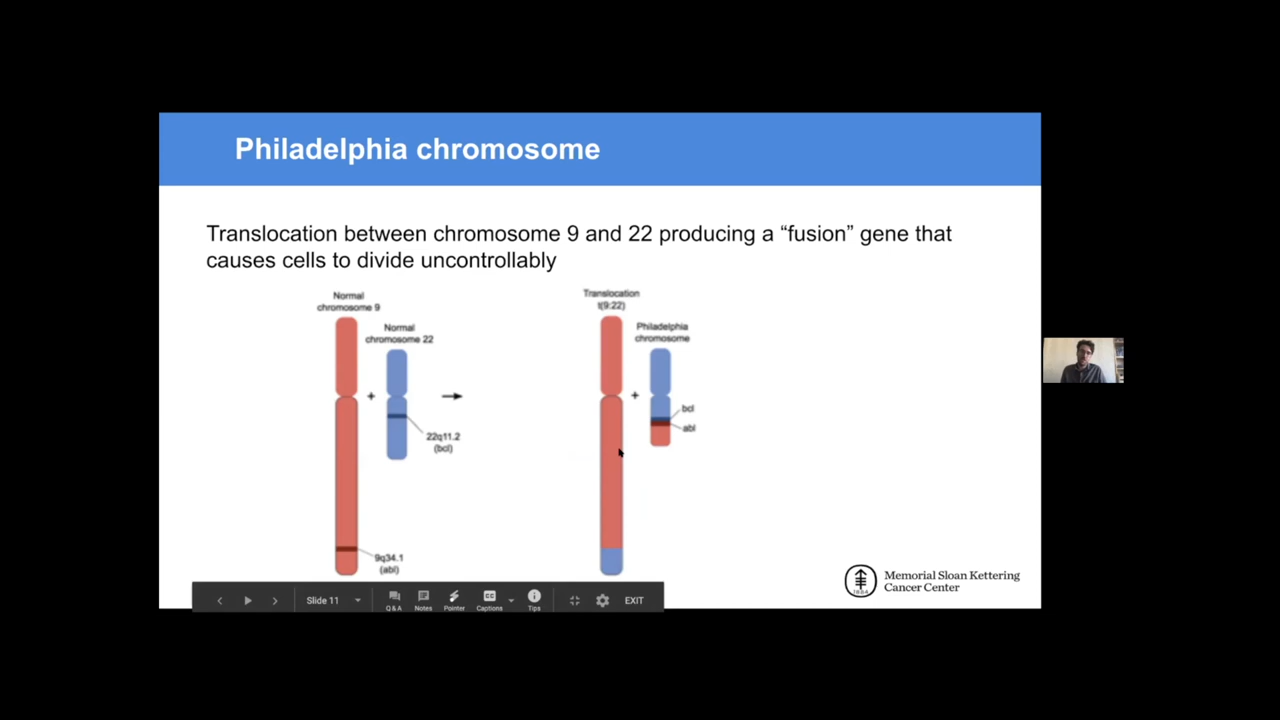 Philadelphia chromosome
Translocation between chromosome 9 and 22 producing a “fusion” gene that
causes cells to divide uncontrollably
Normal
chromosome 9
Normal
chromosome 22
+
22q11.2
(bcl)
9q34.1
(abl)
Translocation
t(9:22)
Philadelphia
chromosome
+
bcl
abl
Memorial Sloan Kettering
Cancer Center
1884
Slide 11
Q & A
Notes
Pointer
CC
Captions
Tips
EXIT